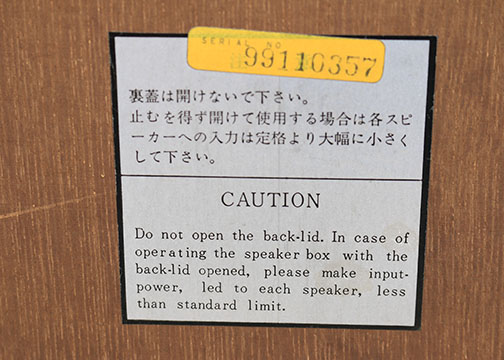 SERIAL NO
99110357
裏蓋は開けないで下さい。
止むを得ず開けて使用する場合は各スピ
ーカーへの入力は定格より大幅に小さく
して下さい。
CAUTION
Do not open the back-lid. In case of
operating the speaker box with the
back-lid opened, please make input-
power, led to each speaker, less
than standard limit.